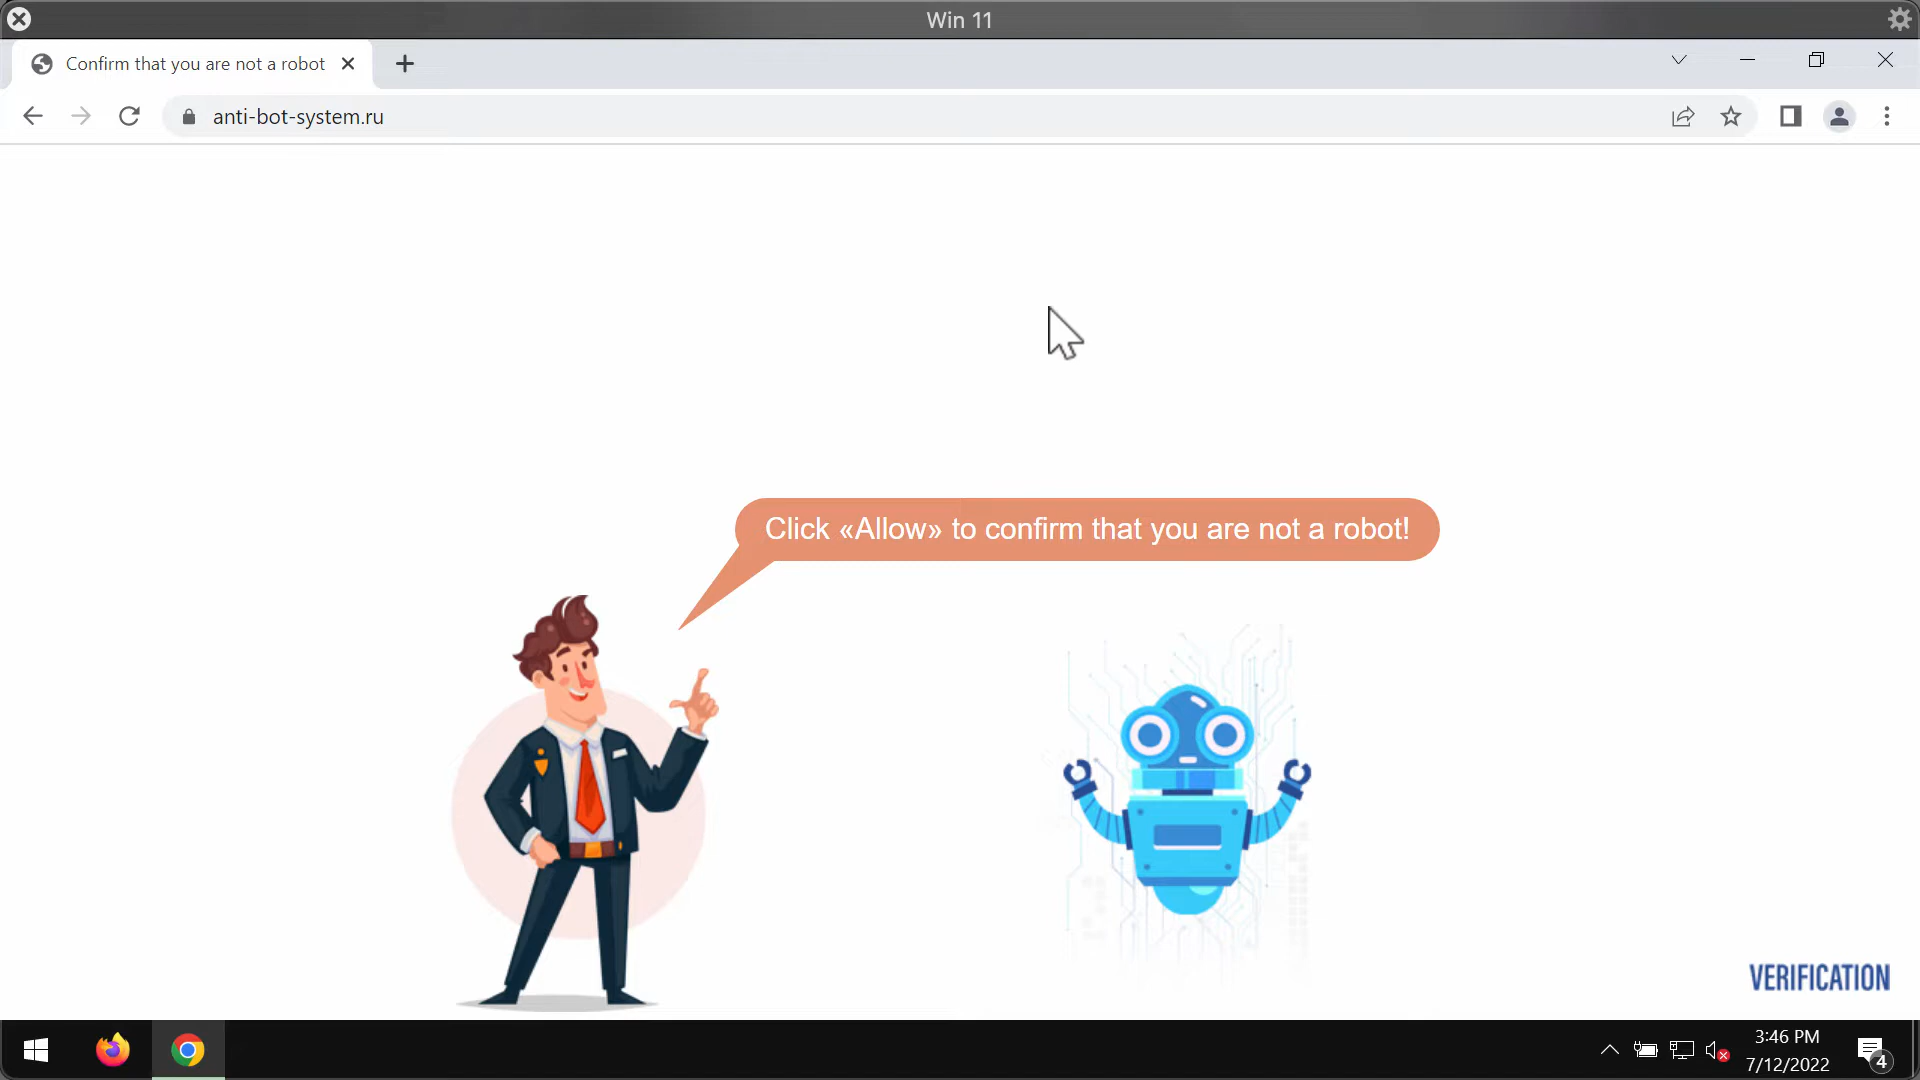 Win 11
Confirm that you are not a robot
anti-bot-system.ru
Click «Allow» to confirm that you are not a robot!
VERIFICATION
3:46 PM
7/12/2022
4